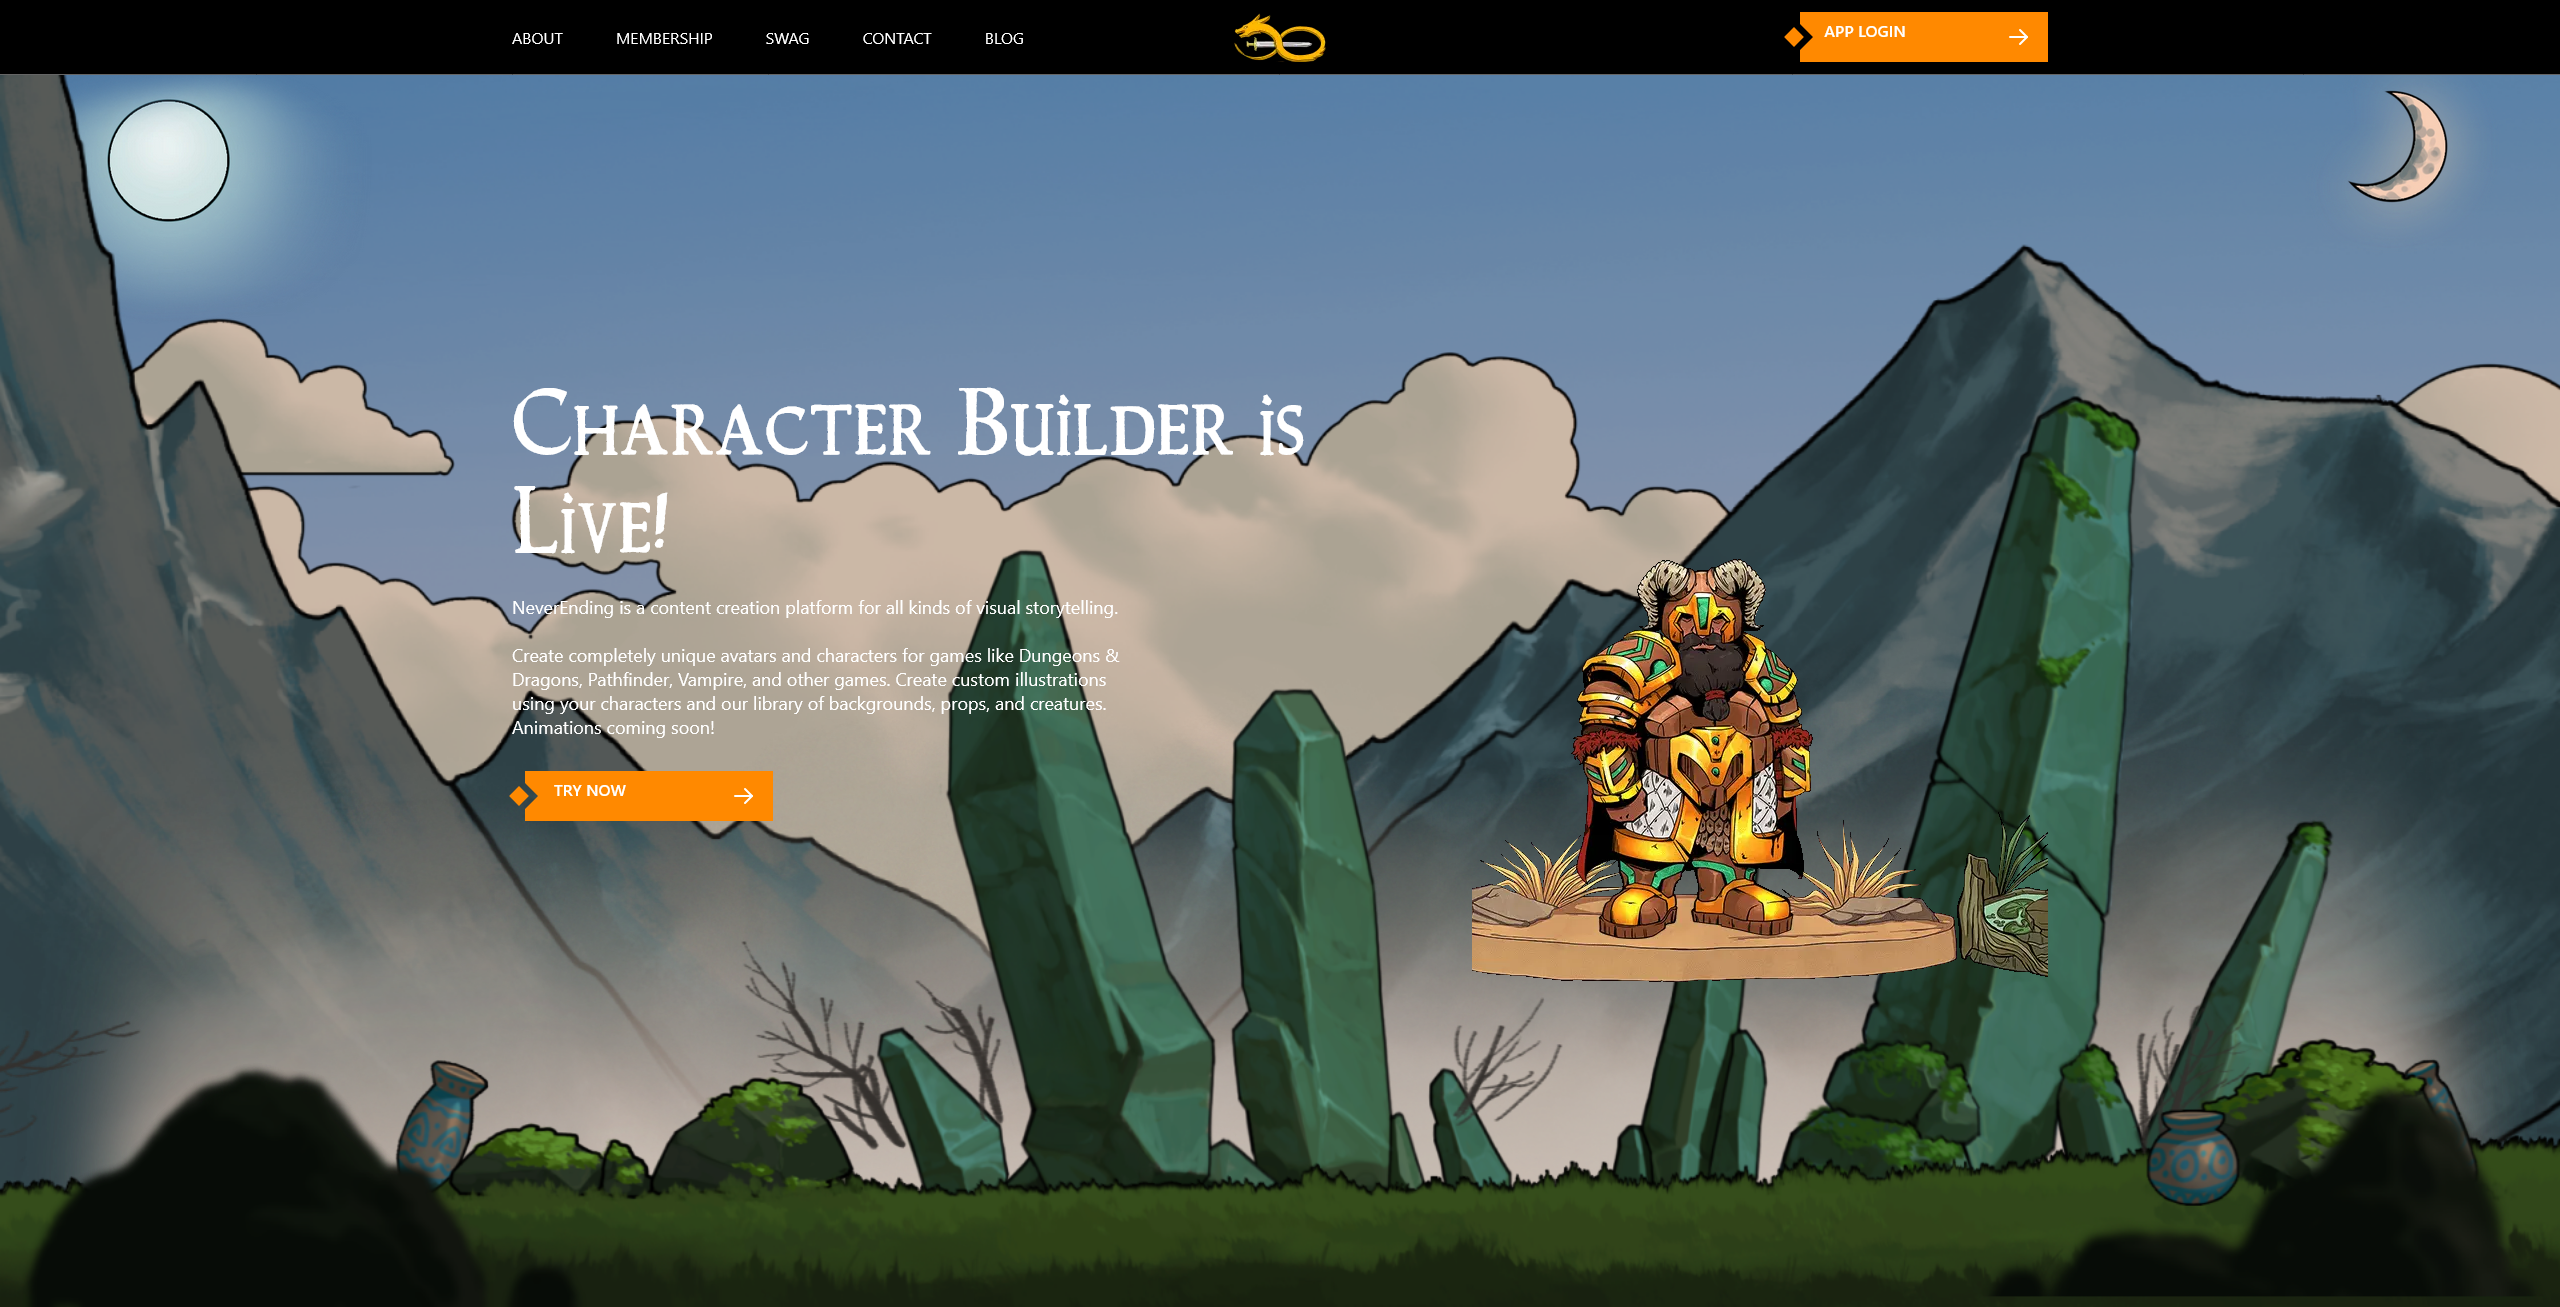 ABOUT MEMBERSHIP SWAG CONTACT BLOG APP LOGIN
Character Builder is
Live!
NeverEnding is a content creation platform for all kinds of visual storytelling.
Create completely unique avatars and characters for games like Dungeons &
Dragons, Pathfinder, Vampire, and other games. Create custom illustrations
using your characters and our library of backgrounds, props, and creatures.
Animations coming soon!
TRY NOW